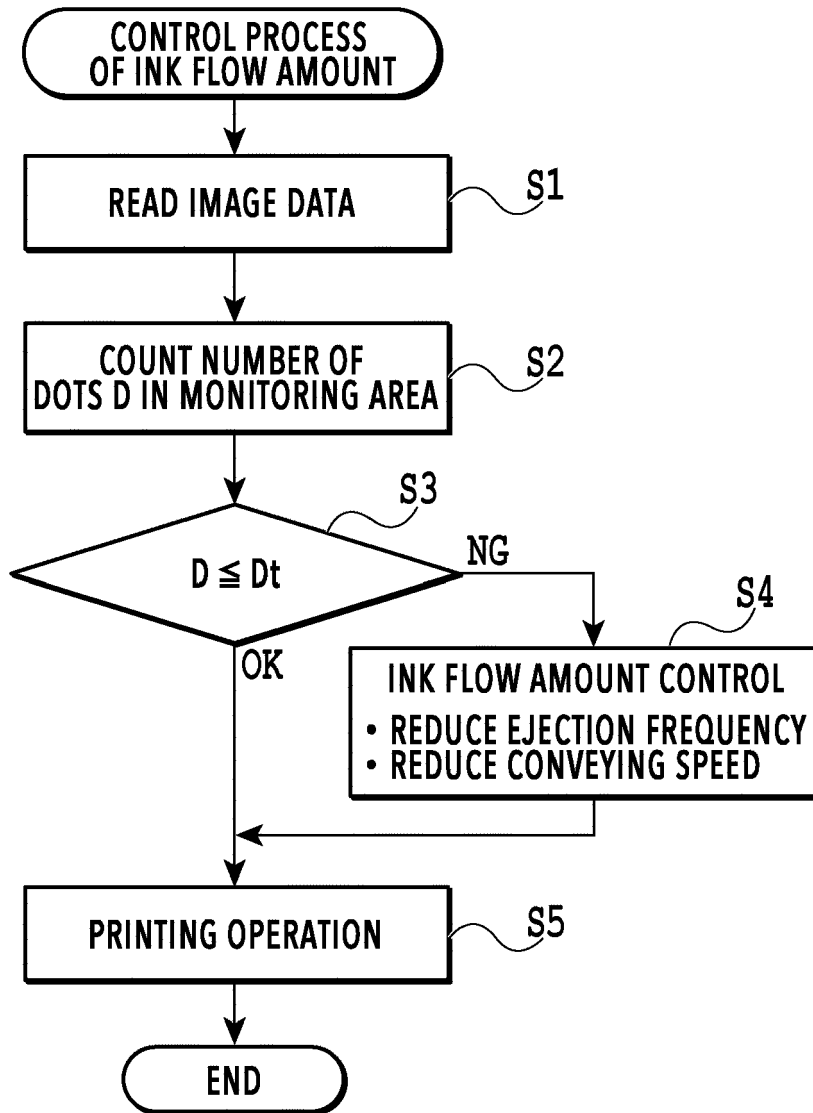 CONTROL PROCESS
OF INK FLOW AMOUNT
READ IMAGE DATA
S1
COUNT NUMBER OF
DOTS D IN MONITORING AREA
S2
S3
D ≦ Dt
NG
OK
S4
INK FLOW AMOUNT CONTROL
• REDUCE EJECTION FREQUENCY
• REDUCE CONVEYING SPEED
PRINTING OPERATION
S5
END